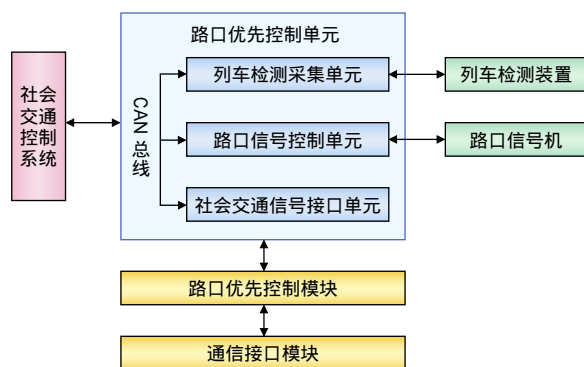 路口优先控制单元
社会
交通
控制
系统
CAN 总线
列车检测采集单元
列车检测装置
路口信号控制单元
路口信号机
社会交通信号接口单元
路口优先控制模块
通信接口模块